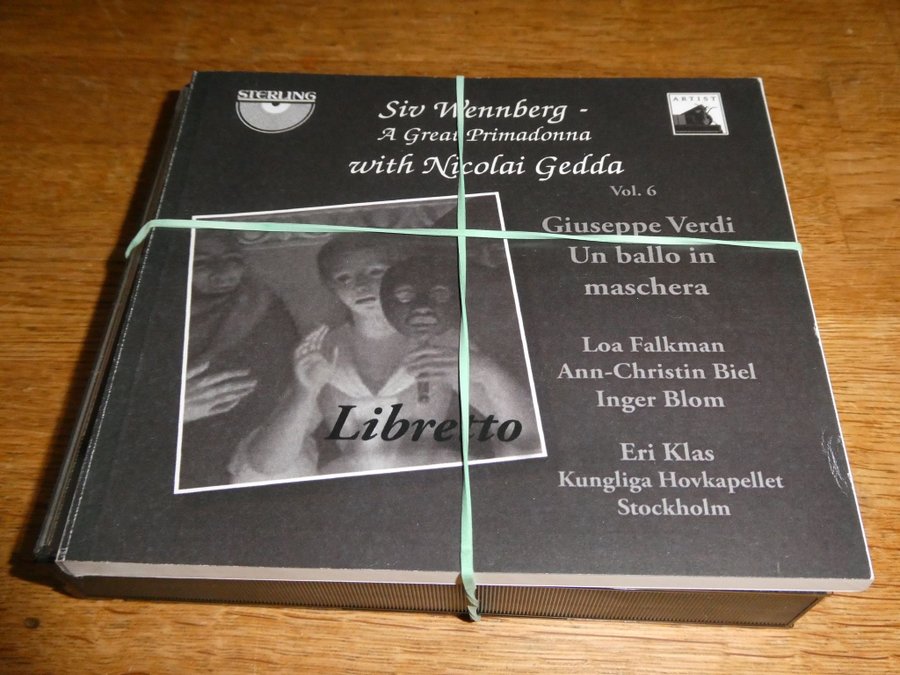 STERLING
ARTIST
Siv Wennberg -
A Great Primadonna
with Nicolai Gedda
Vol. 6
Giuseppe Verdi
Un ballo in
maschera
Loa Falkman
Ann-Christin Biel
Inger Blom
Libretto
Eri Klas
Kungliga Hovkapellet
Stockholm